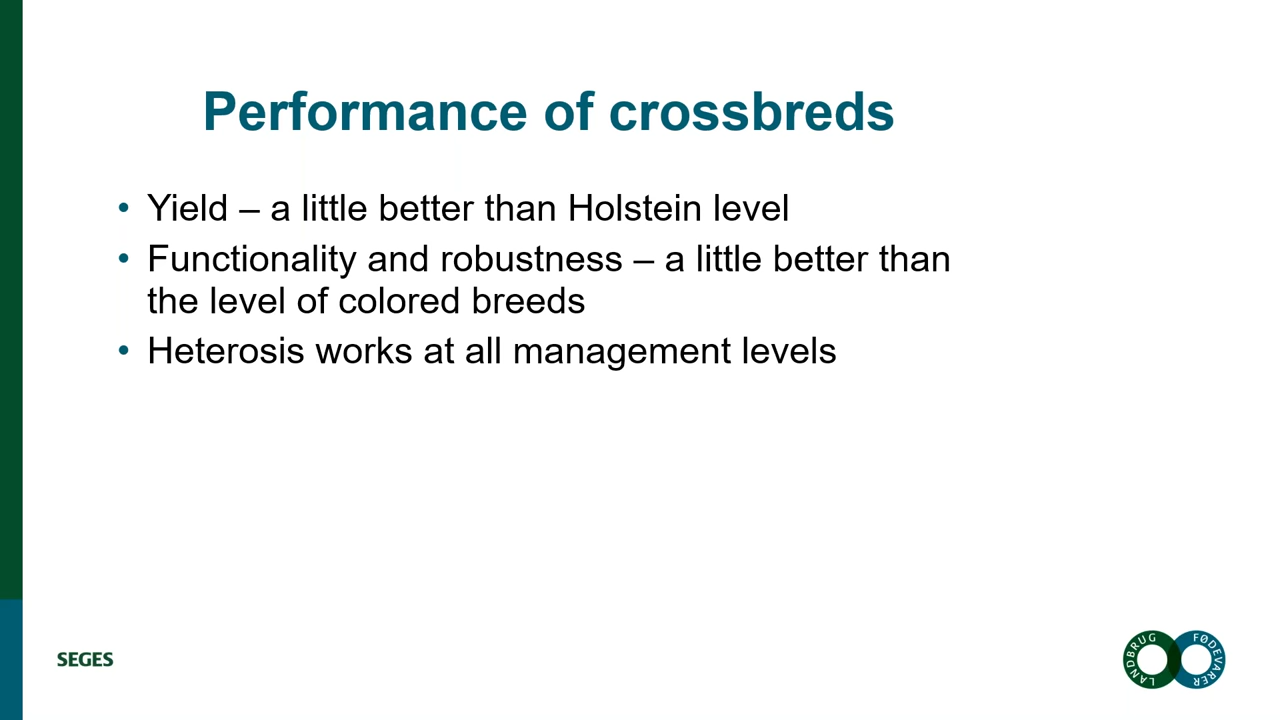 Performance of crossbreds
• Yield – a little better than Holstein level
• Functionality and robustness – a little better than
the level of colored breeds
• Heterosis works at all management levels
SEGES
LANDBRUG FØDEVARER